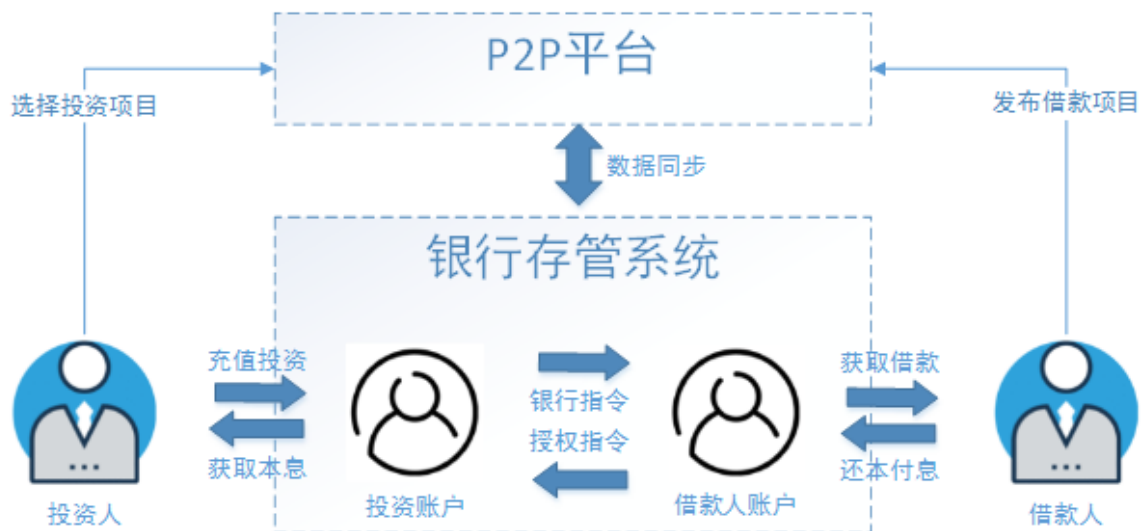 P2P平台
选择投资项目
发布借款项目
数据同步
银行存管系统
充值投资
获取本息
银行指令
授权指令
获取借款
还本付息
投资人
投资账户
借款人账户
借款人